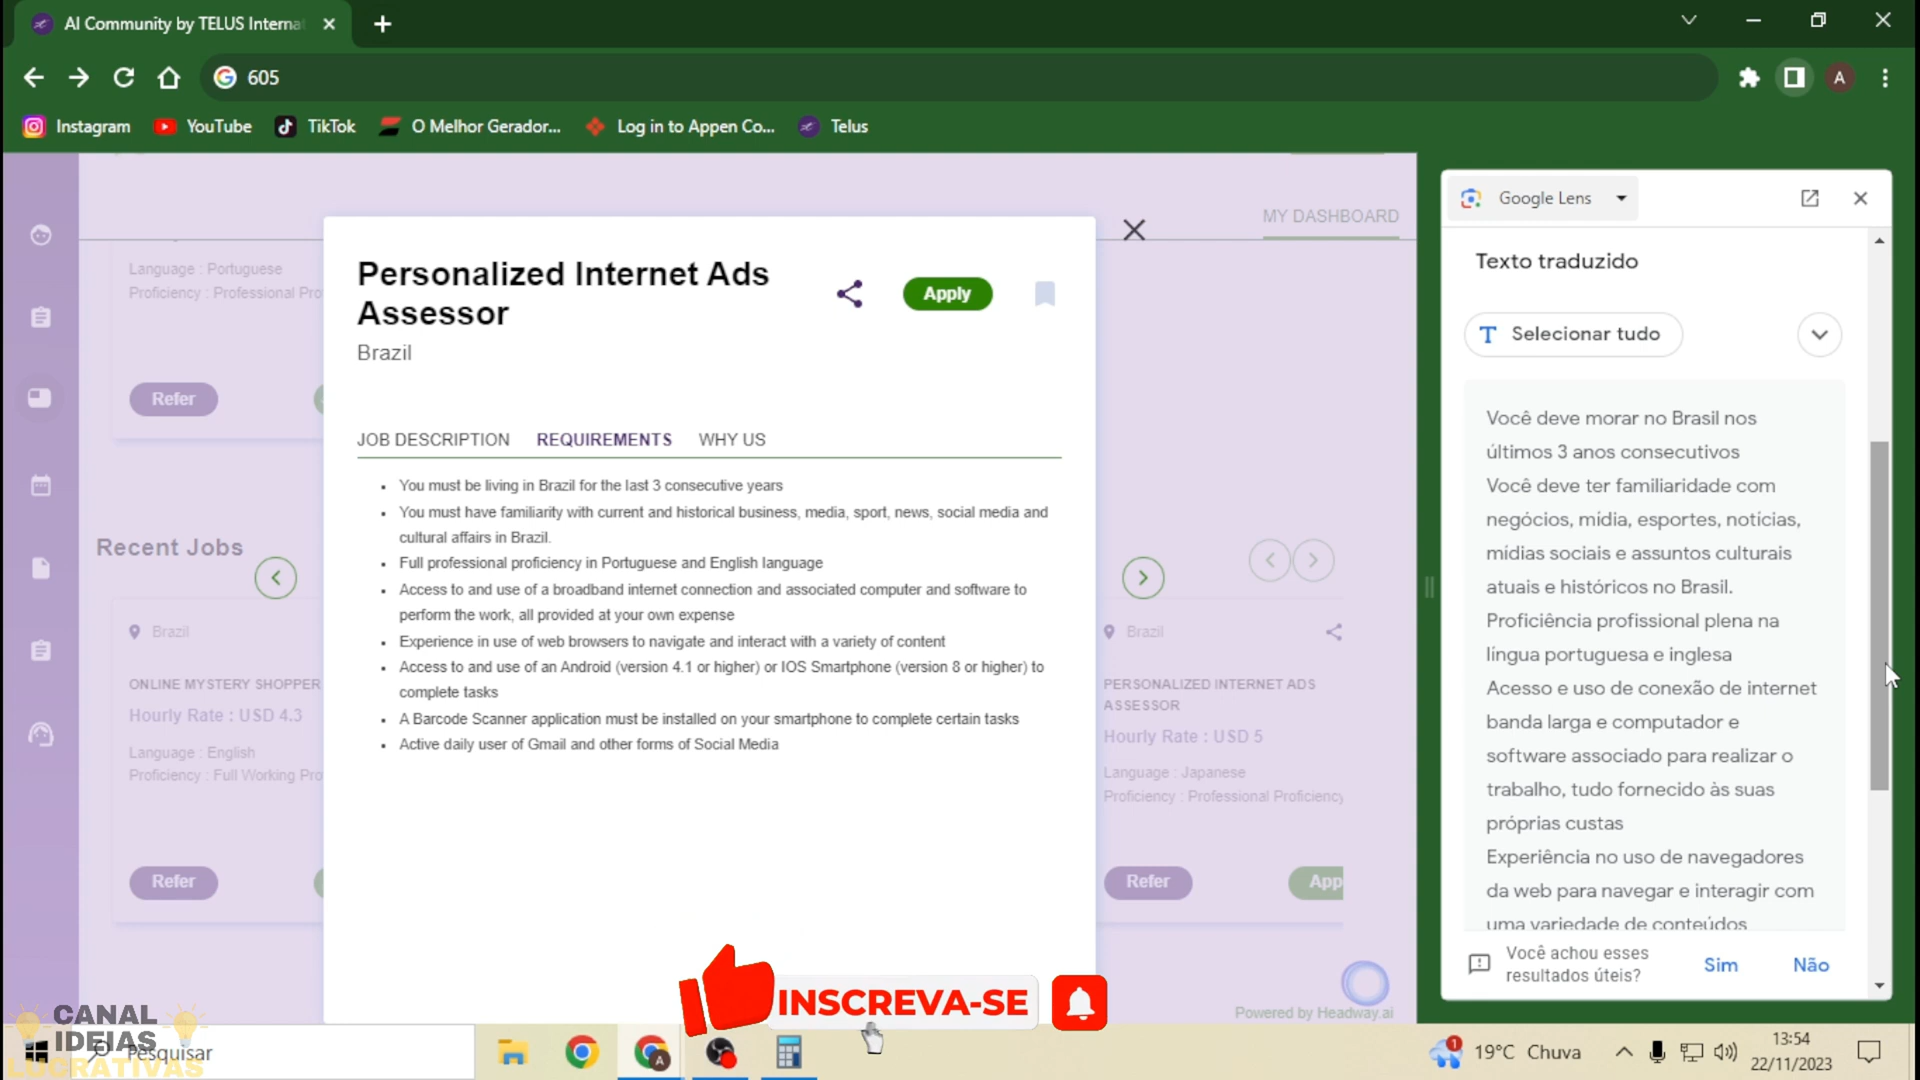 AI Community by TELUS Interna
605
Instagram
YouTube
TikTok
O Melhor Gerador...
Log in to Appen Co...
Telus
MY DASHBOARD
Language : Portuguese
Proficiency : Professional Pro
Refer
Recent Jobs
Brazil
ONLINE MYSTERY SHOPPER
Hourly Rate : USD 4.3
Language : English
Proficiency : Full Working Pro
Refer
Personalized Internet Ads
Assessor
Brazil
Apply
JOB DESCRIPTION
REQUIREMENTS
WHY US
You must be living in Brazil for the last 3 consecutive years
You must have familiarity with current and historical business, media, sport, news, social media and
cultural affairs in Brazil.
Full professional proficiency in Portuguese and English language
Access to and use of a broadband internet connection and associated computer and software to
perform the work, all provided at your own expense
Experience in use of web browsers to navigate and interact with a variety of content
Access to and use of an Android (version 4.1 or higher) or IOS Smartphone (version 8 or higher) to
complete tasks
A Barcode Scanner application must be installed on your smartphone to complete certain tasks
Active daily user of Gmail and other forms of Social Media
Brazil
PERSONALIZED INTERNET ADS
ASSESSOR
Hourly Rate : USD 5
Language : Japanese
Proficiency : Professional Proficiency
Refer
App
Powered by Headway.ai
Google Lens
Texto traduzido
Selecionar tudo
Você deve morar no Brasil nos
últimos 3 anos consecutivos
Você deve ter familiaridade com
negócios, mídia, esportes, notícias,
mídias sociais e assuntos culturais
atuais e históricos no Brasil.
Proficiência profissional plena na
língua portuguesa e inglesa
Acesso e uso de conexão de internet
banda larga e computador e
software associado para realizar o
trabalho, tudo fornecido às suas
próprias custas
Experiência no uso de navegadores
da web para navegar e interagir com
uma variedade de conteúdos
Você achou esses
resultados úteis?
Sim
Não
INSCREVA-SE
CANAL
IDEIAS
LUCRATIVAS
Pesquisar
A
A
1
19°C Chuva
13:54
22/11/2023